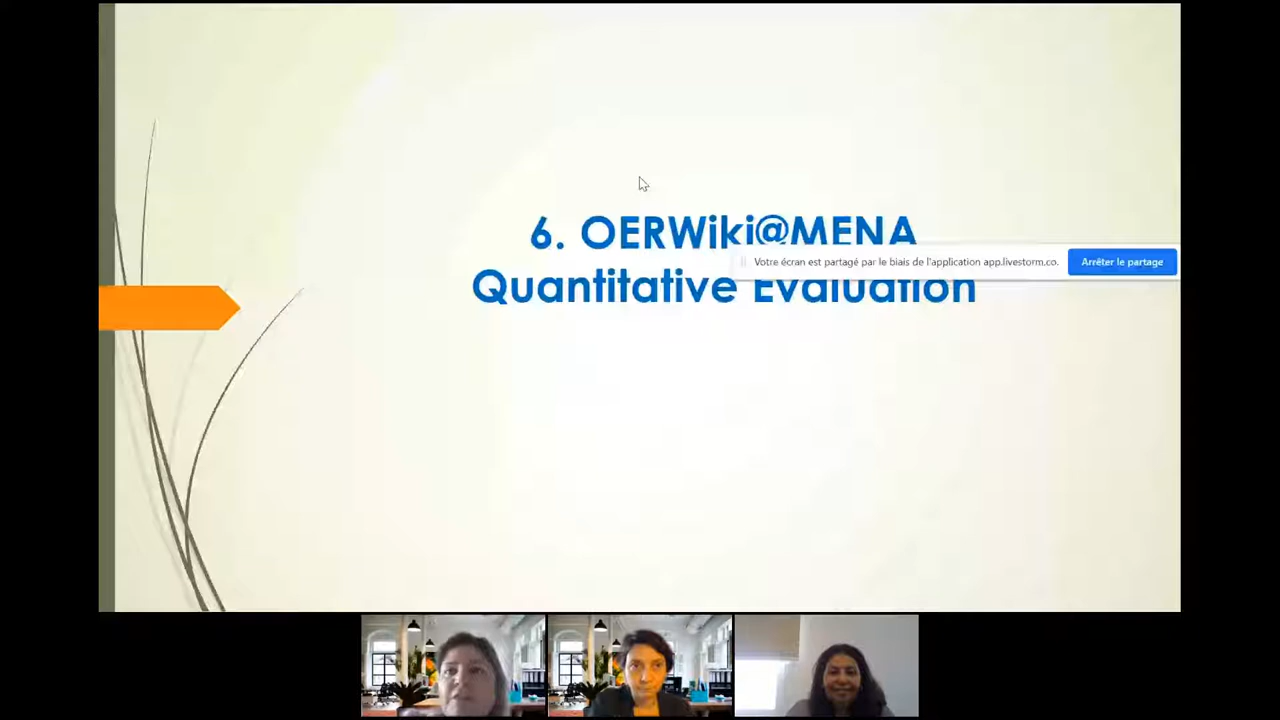 6. OERWiki@MENA
Votre écran est partagé par le biais de l'application app.livestorm.co.
Arrêter le partage
Quantitative Evaluation